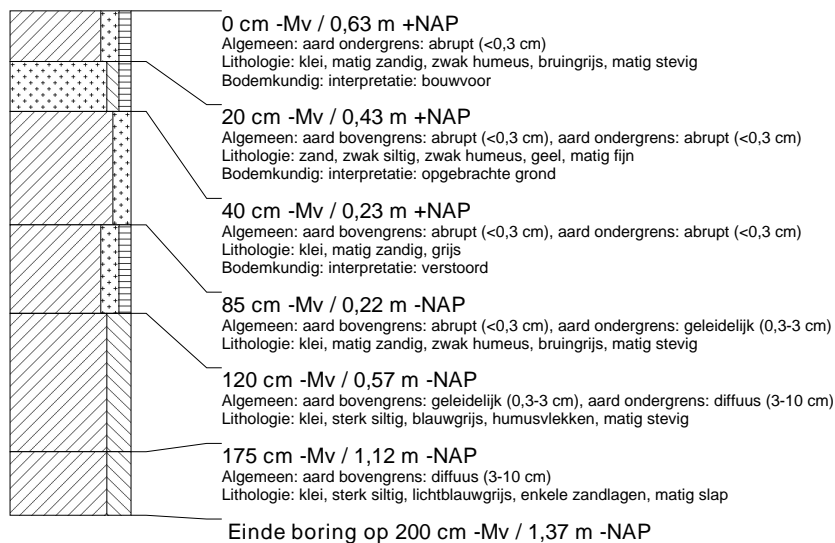 0 cm -Mv / 0,63 m +NAP
Algemeen: aard ondergrens: abrupt (<0,3 cm)
Lithologie: klei, matig zandig, zwak humeus, bruingrijs, matig stevig
Bodemkundig: interpretatie: bouwvoor
20 cm -Mv / 0,43 m +NAP
Algemeen: aard bovengrens: abrupt (<0,3 cm), aard ondergrens: abrupt (<0,3 cm)
Lithologie: zand, zwak siltig, zwak humeus, geel, matig fijn
Bodemkundig: interpretatie: opgebrachte grond
40 cm -Mv / 0,23 m +NAP
Algemeen: aard bovengrens: abrupt (<0,3 cm), aard ondergrens: abrupt (<0,3 cm)
Lithologie: klei, matig zandig, grijs
Bodemkundig: interpretatie: verstoord
85 cm -Mv / 0,22 m -NAP
Algemeen: aard bovengrens: abrupt (<0,3 cm), aard ondergrens: geleidelijk (0,3-3 cm)
Lithologie: klei, matig zandig, zwak humeus, bruingrijs, matig stevig
120 cm -Mv / 0,57 m -NAP
Algemeen: aard bovengrens: geleidelijk (0,3-3 cm), aard ondergrens: diffuus (3-10 cm)
Lithologie: klei, sterk siltig, blauwgrijs, humusvlekken, matig stevig
175 cm -Mv / 1,12 m -NAP
Algemeen: aard bovengrens: diffuus (3-10 cm)
Lithologie: klei, sterk siltig, lichtblauwgrijs, enkele zandlagen, matig slap
Einde boring op 200 cm -Mv / 1,37 m -NAP